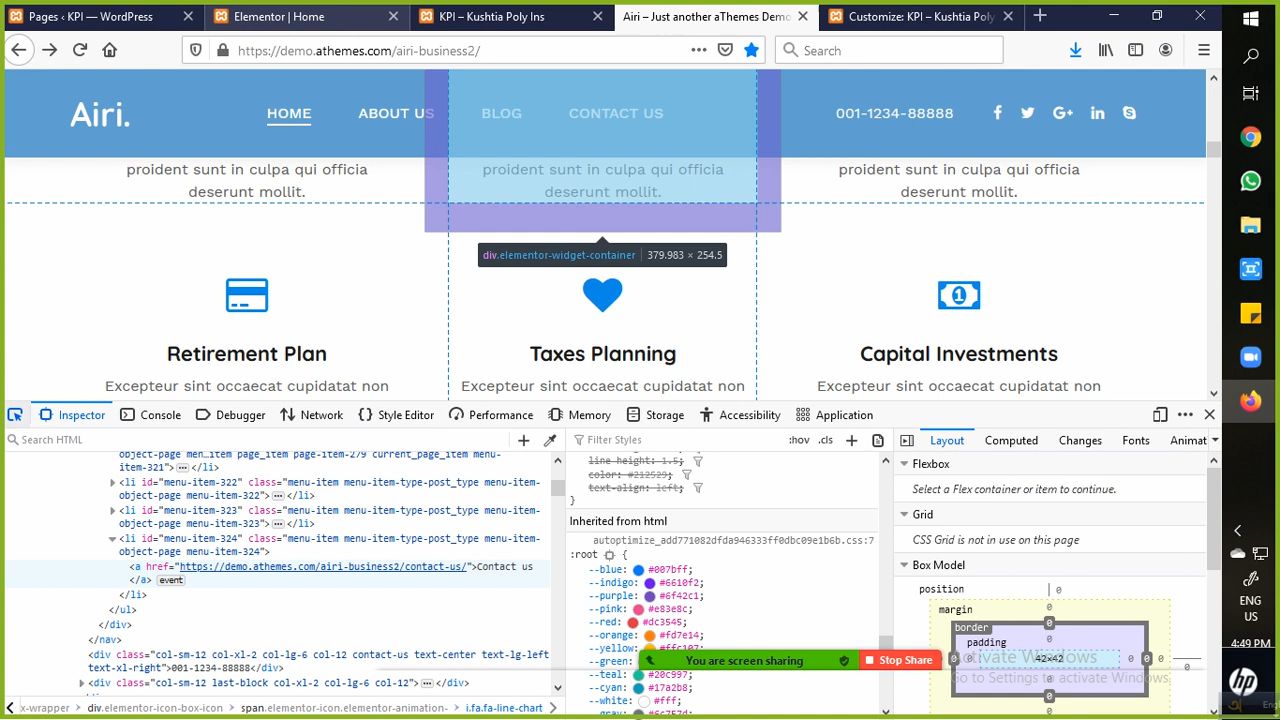 Pages ‹ KPI — WordPress
Elementor | Home
KPI – Kushtia Poly Ins
Airi – Just another aThemes Demo
Customize: KPI – Kushtia Poly
https://demo.athemes.com/airi-business2/
Search
Airi.
HOME
ABOUT US
BLOG
CONTACT US
001-1234-88888
proident sunt in culpa qui officia
deserunt mollit.
proident sunt in culpa qui officia
deserunt mollit.
proident sunt in culpa qui officia
deserunt mollit.
div.elementor-widget-container | 379.983 × 254.5
Retirement Plan
Taxes Planning
Capital Investments
Excepteur sint occaecat cupidatat non
Excepteur sint occaecat cupidatat non
Excepteur sint occaecat cupidatat non
Inspector
Console
Debugger
Network
Style Editor
Performance
Memory
Storage
Accessibility
Application
Search HTML
object-page men…item page_item page-item-279 current_page_item menu-
item-321"></li>
<li id="menu-item-322" class="menu-item menu-item-type-post_type menu-item-
object-page menu-item-322"></li>
<li id="menu-item-323" class="menu-item menu-item-type-post_type menu-item-
object-page menu-item-323"></li>
<li id="menu-item-324" class="menu-item menu-item-type-post_type menu-item-
object-page menu-item-324">
<a href="https://demo.athemes.com/airi-business2/contact-us/">Contact us
</a> event
</li>
</ul>
</div>
</nav>
<div class="col-sm-12 col-xl-2 col-lg-6 col-12 contact-us text-center text-lg-left
text-xl-right">001-1234-88888</div>
<div class="col-sm-12 last-block col-xl-2 col-lg-6 col-12"></div>
x-wrapper
div.elementor-icon-box-icon
span.elementor-icon.elementor-animation-
i.fa.fa-line-chart
Filter Styles
:hov .cls
line-height: 1.5;
color: #212529;
text-align: left;
}
Inherited from html
autoptimize_add771082dfda946333ff0dbc09e1b6b.css:7
:root {
--blue: #007bff;
--indigo: #6610f2;
--purple: #6f42c1;
--pink: #e83e8c;
--red: #dc3545;
--orange: #fd7e14;
--yellow: #ffc107;
--green:
--teal: #20c997;
--cyan: #17a2b8;
--white: #fff;
--gray: #6c757d;
Layout
Computed
Changes
Fonts
Animat
Flexbox
Select a Flex container or item to continue.
Grid
CSS Grid is not in use on this page
Box Model
position
0
margin
0
border
0
padding
0
42×42
0
0
0
0
0
0
You are screen sharing
Stop Share
Activate Windows
Go to Settings to activate Windows.
ENG
US
4:49 PM
hp